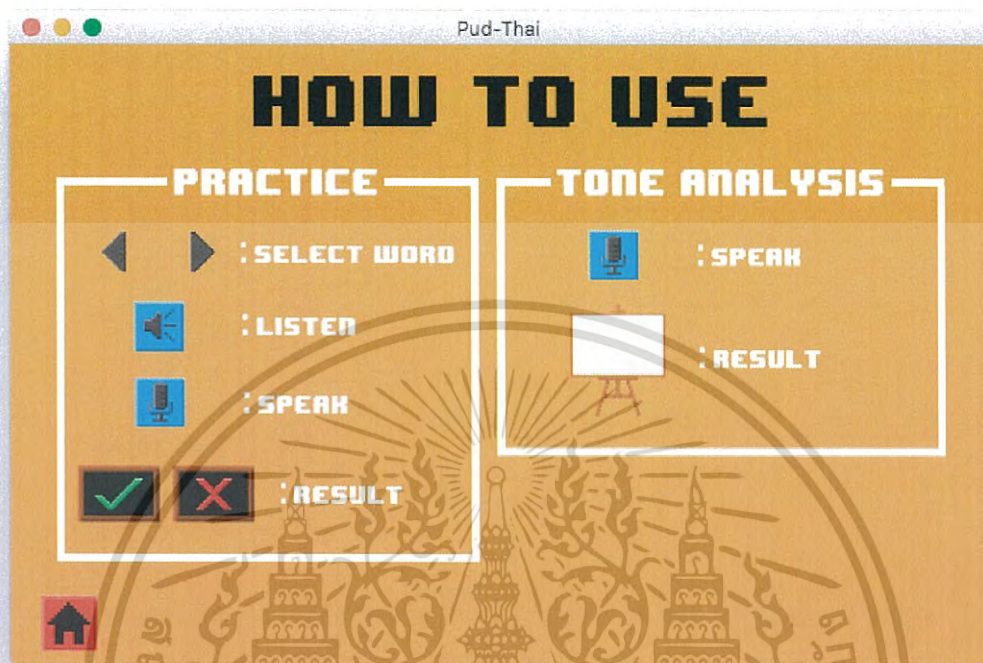 Pud-Thai
HOW TO USE
PRACTICE
: SELECT WORD
: LISTEN
: SPEAK
: RESULT
TONE ANALYSIS
: SPEAK
: RESULT